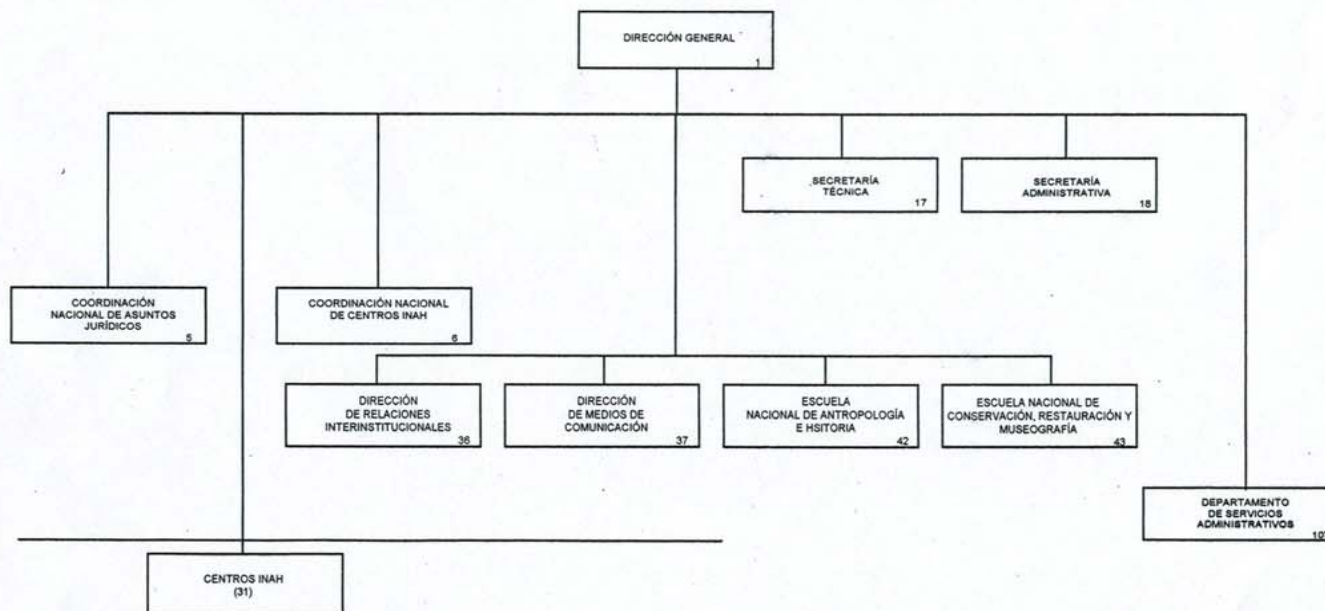 DIRECCIÓN GENERAL
1
SECRETARÍA
TÉCNICA
17
SECRETARÍA
ADMINISTRATIVA
18
COORDINACIÓN
NACIONAL DE ASUNTOS
JURÍDICOS
5
COORDINACIÓN NACIONAL
DE CENTROS INAH
6
DIRECCIÓN
DE RELACIONES
INTERINSTITUCIONALES
36
DIRECCIÓN
DE MEDIOS DE
COMUNICACIÓN
37
ESCUELA
NACIONAL DE ANTROPOLOGÍA
E HSITORIA
42
ESCUELA NACIONAL DE
CONSERVACIÓN, RESTAURACIÓN Y
MUSEOGRAFÍA
43
DEPARTAMENTO
DE SERVICIOS
ADMINISTRATIVOS
CENTROS INAH
(31)